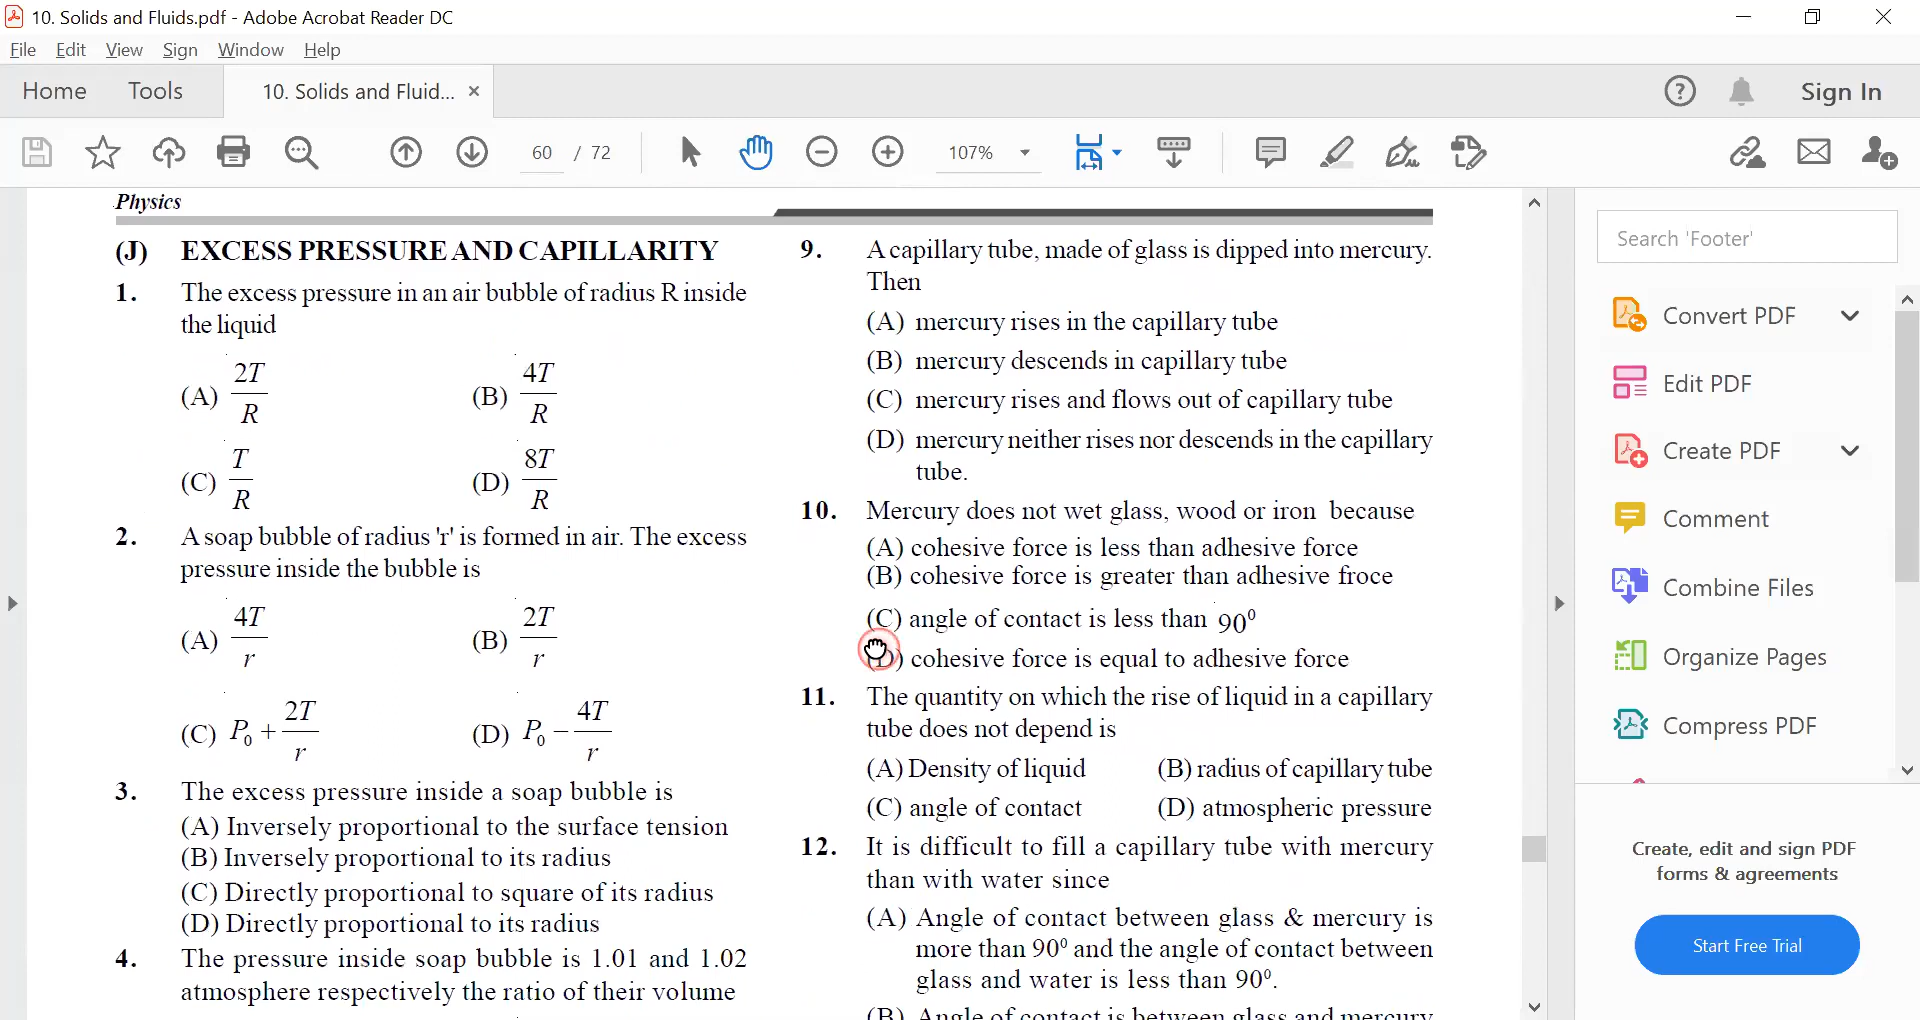 10. Solids and Fluids.pdf - Adobe Acrobat Reader DC
File Edit View Sign Window Help
Home Tools 10. Solids and Fluid... × Sign In
60 / 72 107%
Physics
(J) EXCESS PRESSURE AND CAPILLARITY
1. The excess pressure in an air bubble of radius R inside
the liquid
(A) 2T/R (B) 4T/R
(C) T/R (D) 8T/R
2. A soap bubble of radius 'r' is formed in air. The excess
pressure inside the bubble is
(A) 4T/r (B) 2T/r
(C) P₀ + 2T/r (D) P₀ − 4T/r
3. The excess pressure inside a soap bubble is
(A) Inversely proportional to the surface tension
(B) Inversely proportional to its radius
(C) Directly proportional to square of its radius
(D) Directly proportional to its radius
4. The pressure inside soap bubble is 1.01 and 1.02
atmosphere respectively the ratio of their volume
9. A capillary tube, made of glass is dipped into mercury.
Then
(A) mercury rises in the capillary tube
(B) mercury descends in capillary tube
(C) mercury rises and flows out of capillary tube
(D) mercury neither rises nor descends in the capillary
tube.
10. Mercury does not wet glass, wood or iron because
(A) cohesive force is less than adhesive force
(B) cohesive force is greater than adhesive froce
(C) angle of contact is less than 90⁰
(D) cohesive force is equal to adhesive force
11. The quantity on which the rise of liquid in a capillary
tube does not depend is
(A) Density of liquid (B) radius of capillary tube
(C) angle of contact (D) atmospheric pressure
12. It is difficult to fill a capillary tube with mercury
than with water since
(A) Angle of contact between glass & mercury is
more than 90⁰ and the angle of contact between
glass and water is less than 90⁰.
(B) Angle of contact is between glass and mercury
Search 'Footer'
Convert PDF
Edit PDF
Create PDF
Comment
Combine Files
Organize Pages
Compress PDF
Create, edit and sign PDF
forms & agreements
Start Free Trial